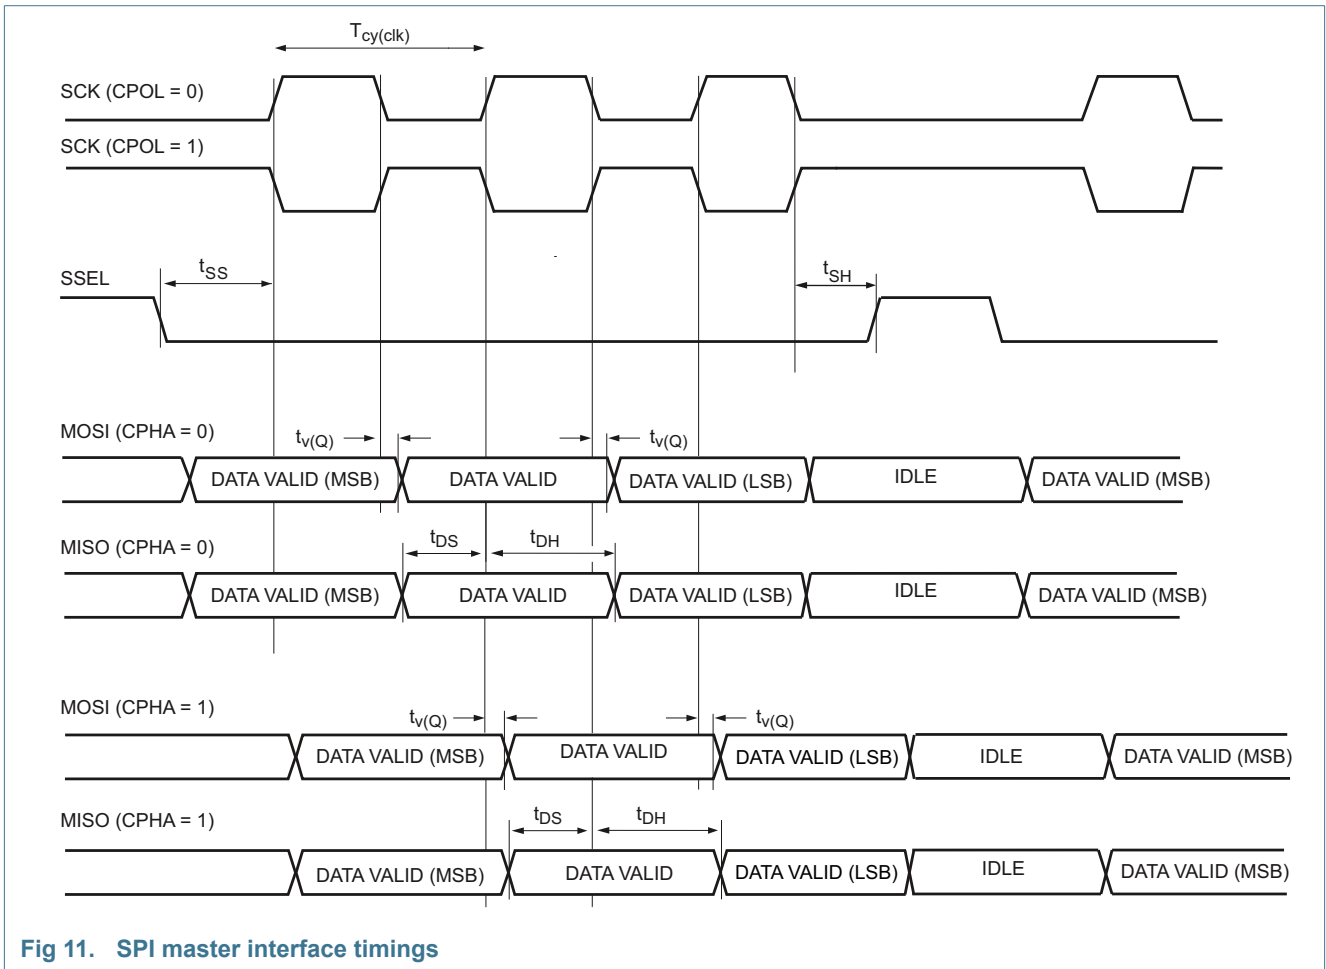 Tcy(clk)
SCK (CPOL = 0)
SCK (CPOL = 1)
SSEL
tSS
tSH
MOSI (CPHA = 0)
tv(Q)
tv(Q)
DATA VALID (MSB)
DATA VALID
DATA VALID (LSB)
IDLE
DATA VALID (MSB)
MISO (CPHA = 0)
tDS
tDH
DATA VALID (MSB)
DATA VALID
DATA VALID (LSB)
IDLE
DATA VALID (MSB)
MOSI (CPHA = 1)
tv(Q)
tv(Q)
DATA VALID (MSB)
DATA VALID
DATA VALID (LSB)
IDLE
DATA VALID (MSB)
MISO (CPHA = 1)
tDS
tDH
DATA VALID (MSB)
DATA VALID
DATA VALID (LSB)
IDLE
DATA VALID (MSB)
Fig 11. SPI master interface timings